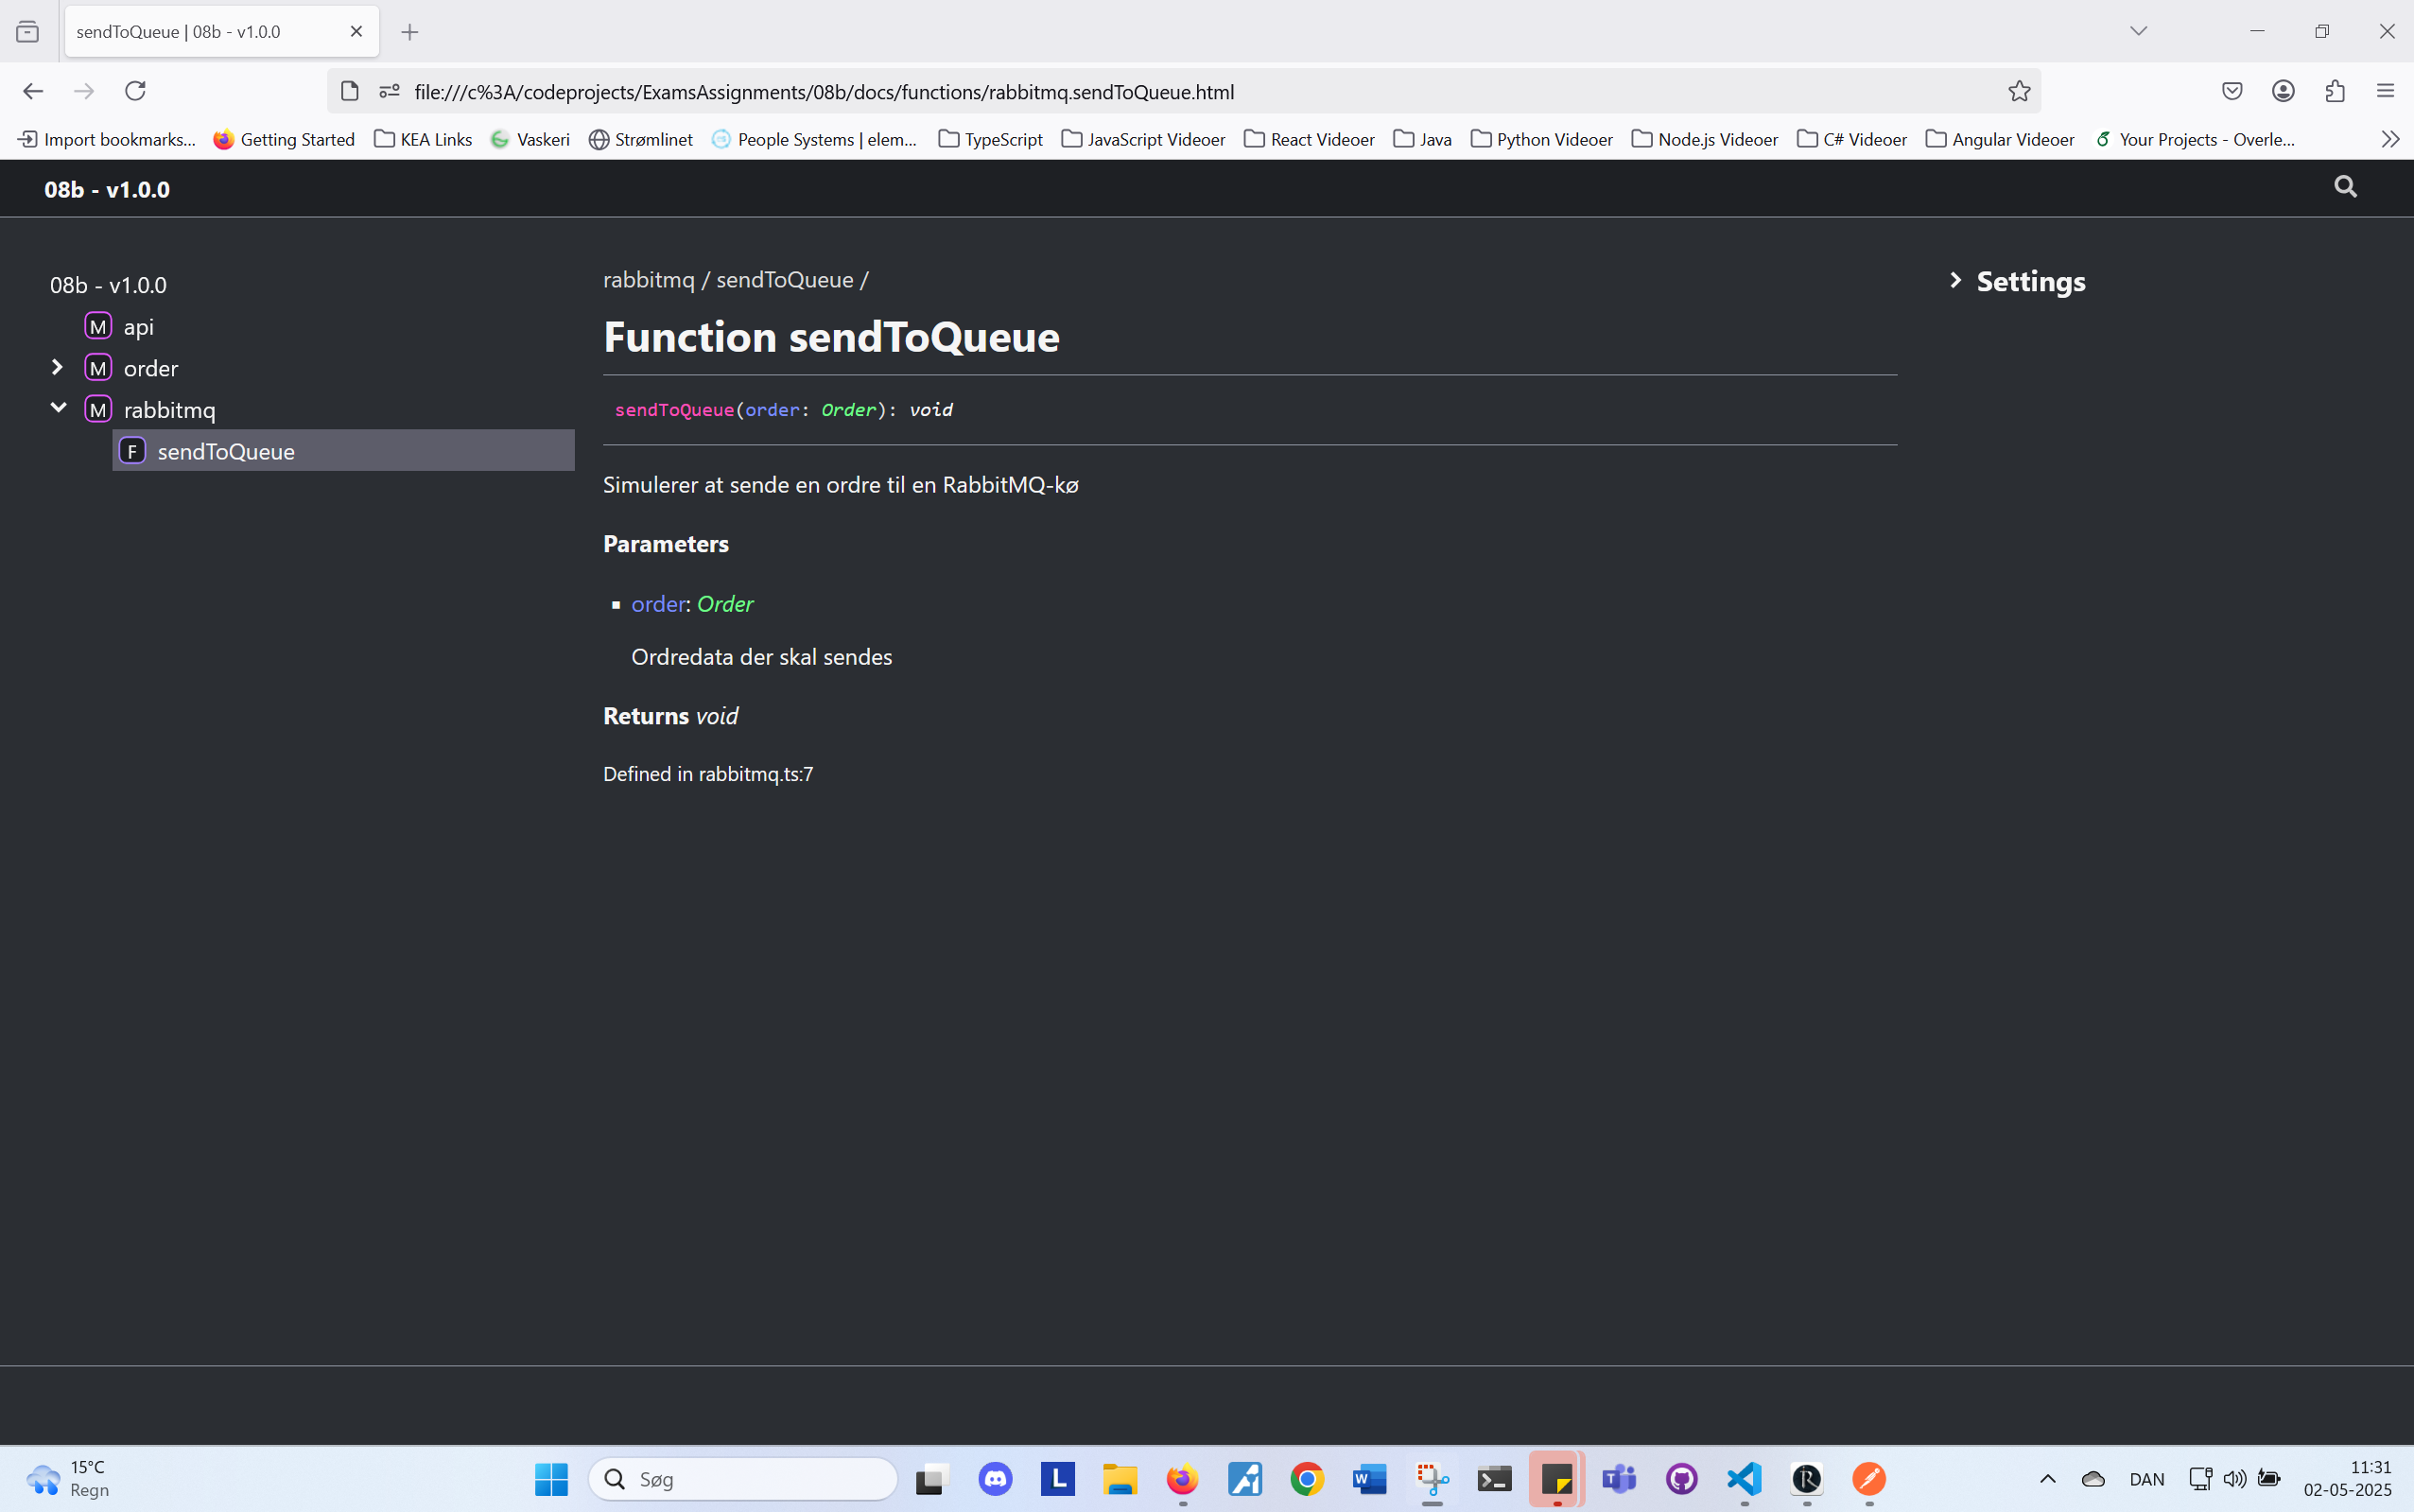 sendToQueue | 08b - v1.0.0
file:///c%3A/codeprojects/ExamsAssignments/08b/docs/functions/rabbitmq.sendToQueue.html
Import bookmarks... Getting Started KEA Links Vaskeri Strømlinet People Systems | elem... TypeScript JavaScript Videoer React Videoer Java Python Videoer Node.js Videoer C# Videoer Angular Videoer Your Projects - Overle...
08b - v1.0.0
08b - v1.0.0
M api
M order
M rabbitmq
F sendToQueue
rabbitmq / sendToQueue /
Function sendToQueue
sendToQueue(order: Order): void
Simulerer at sende en ordre til en RabbitMQ-kø
Parameters
order: Order
Ordredata der skal sendes
Returns void
Defined in rabbitmq.ts:7
Settings
15°C
Regn
Søg
DAN
11:31
02-05-2025